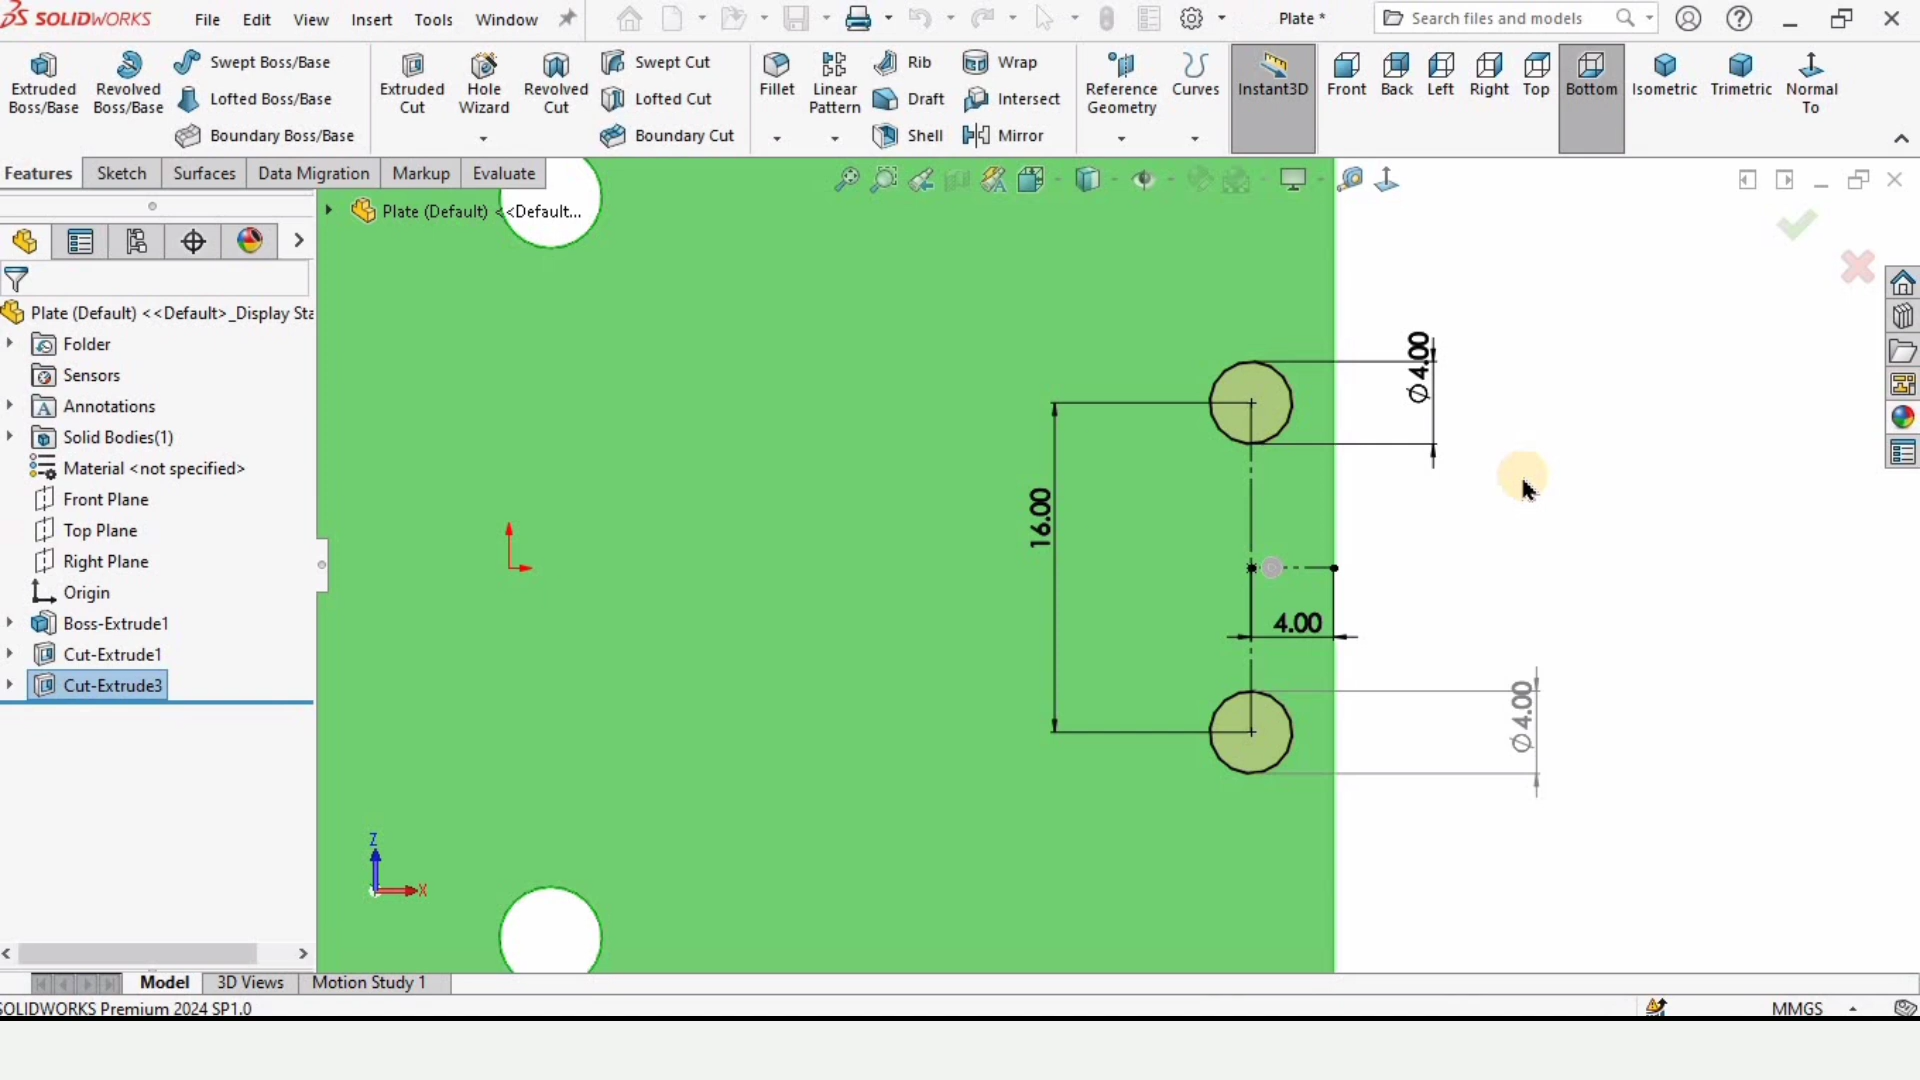 SOLIDWORKS File Edit View Insert Tools Window Plate * Search files and models
Extruded Boss/Base
Revolved Boss/Base
Swept Boss/Base
Lofted Boss/Base
Boundary Boss/Base
Extruded Cut
Hole Wizard
Revolved Cut
Swept Cut
Lofted Cut
Boundary Cut
Fillet
Linear Pattern
Rib
Draft
Shell
Wrap
Intersect
Mirror
Reference Geometry
Curves
Instant3D
Front
Back
Left
Right
Top
Bottom
Isometric
Trimetric
Normal To
Features Sketch Surfaces Data Migration Markup Evaluate
Plate (Default) <<Default...
Plate (Default) <<Default>_Display Sta
Folder
Sensors
Annotations
Solid Bodies(1)
Material <not specified>
Front Plane
Top Plane
Right Plane
Origin
Boss-Extrude1
Cut-Extrude1
Cut-Extrude3
∅4.00
16.00
4.00
∅4.00
Z
X
Model 3D Views Motion Study 1
SOLIDWORKS Premium 2024 SP1.0
MMGS